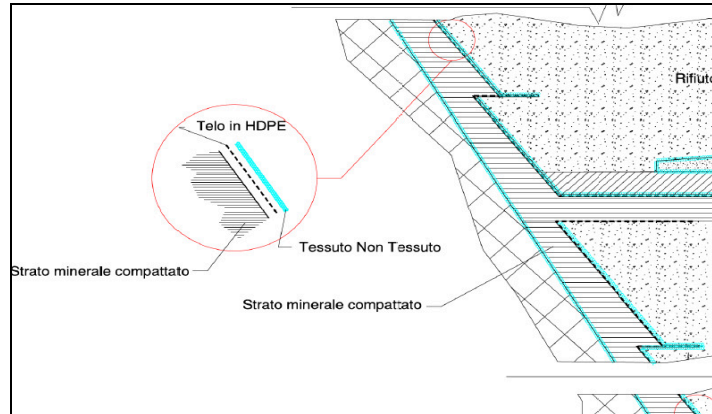 Rifiuto
Telo in HDPE
Tessuto Non Tessuto
Strato minerale compattato
Strato minerale compattato